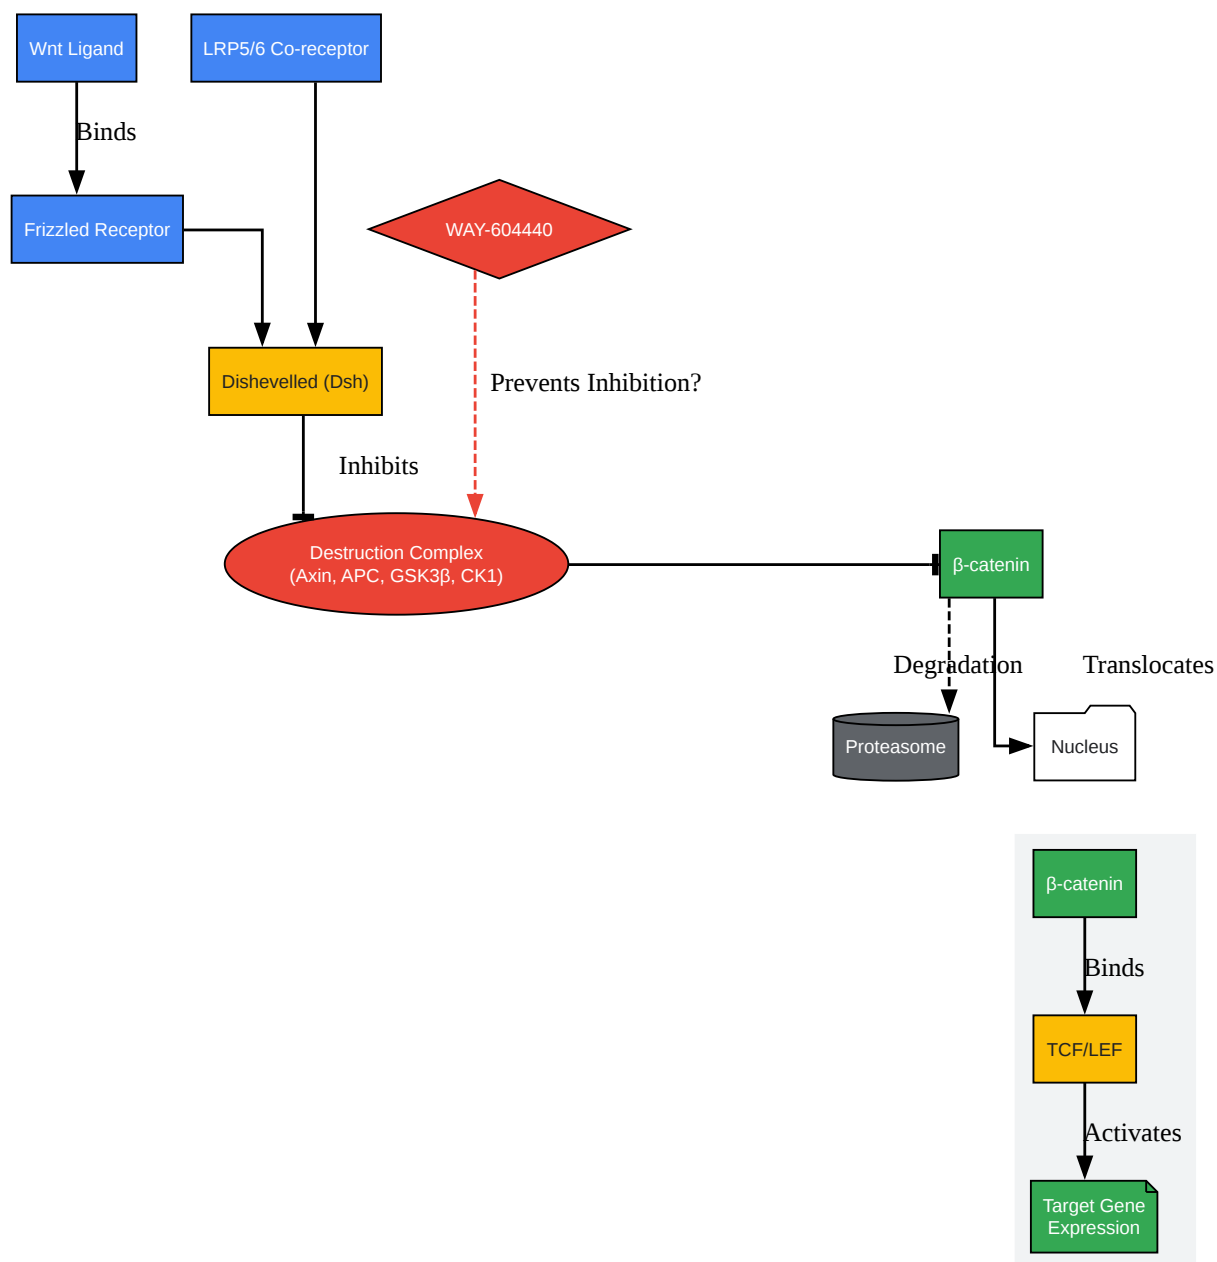 Wnt Ligand
LRP5/6 Co-receptor
Binds
Frizzled Receptor
WAY-604440
Dishevelled (Dsh)
Prevents Inhibition?
Inhibits
Destruction Complex
(Axin, APC, GSK3β, CK1)
β-catenin
Degradation
Translocates
Proteasome
Nucleus
β-catenin
Binds
TCF/LEF
Activates
Target Gene
Expression